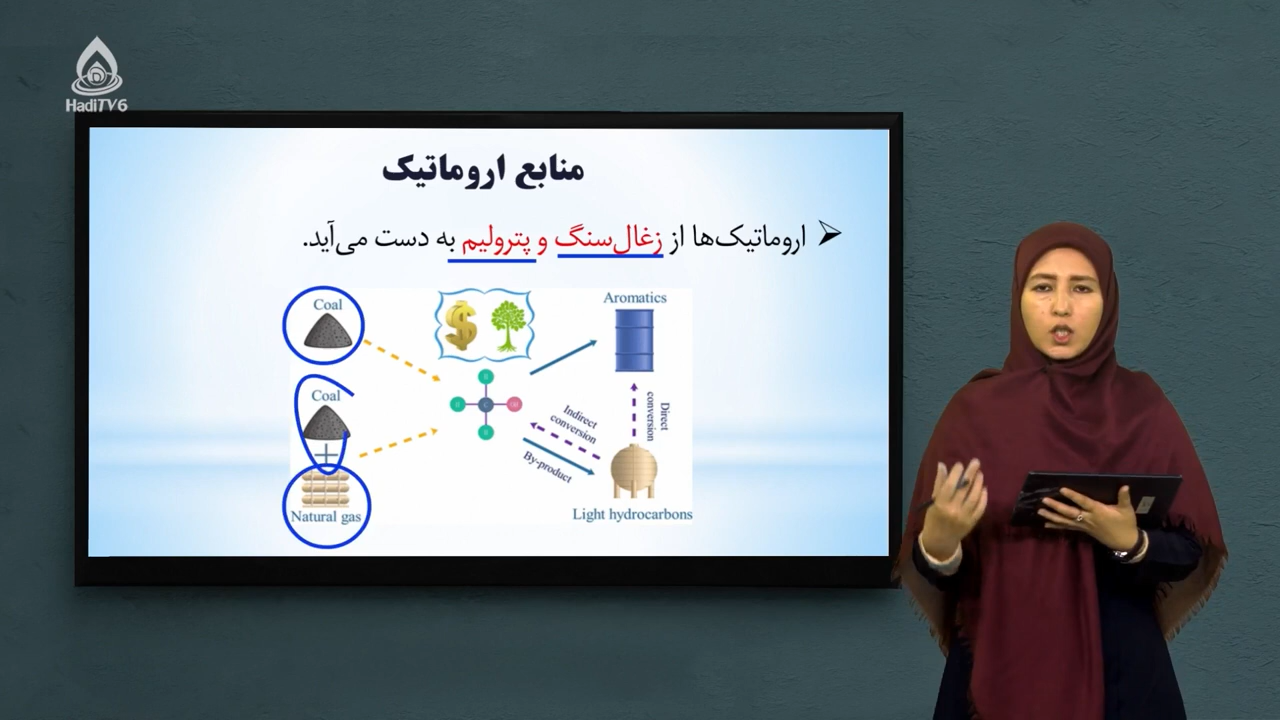 HadiTV6
منابع اروماتیک
اروماتیک‌ها از زغال‌سنگ و پترولیم به دست می‌آید.
Coal
Aromatics
$
Coal
H
H
C
OH
H
Indirect
conversion
Direct
conversion
By-product
Natural gas
Light hydrocarbons